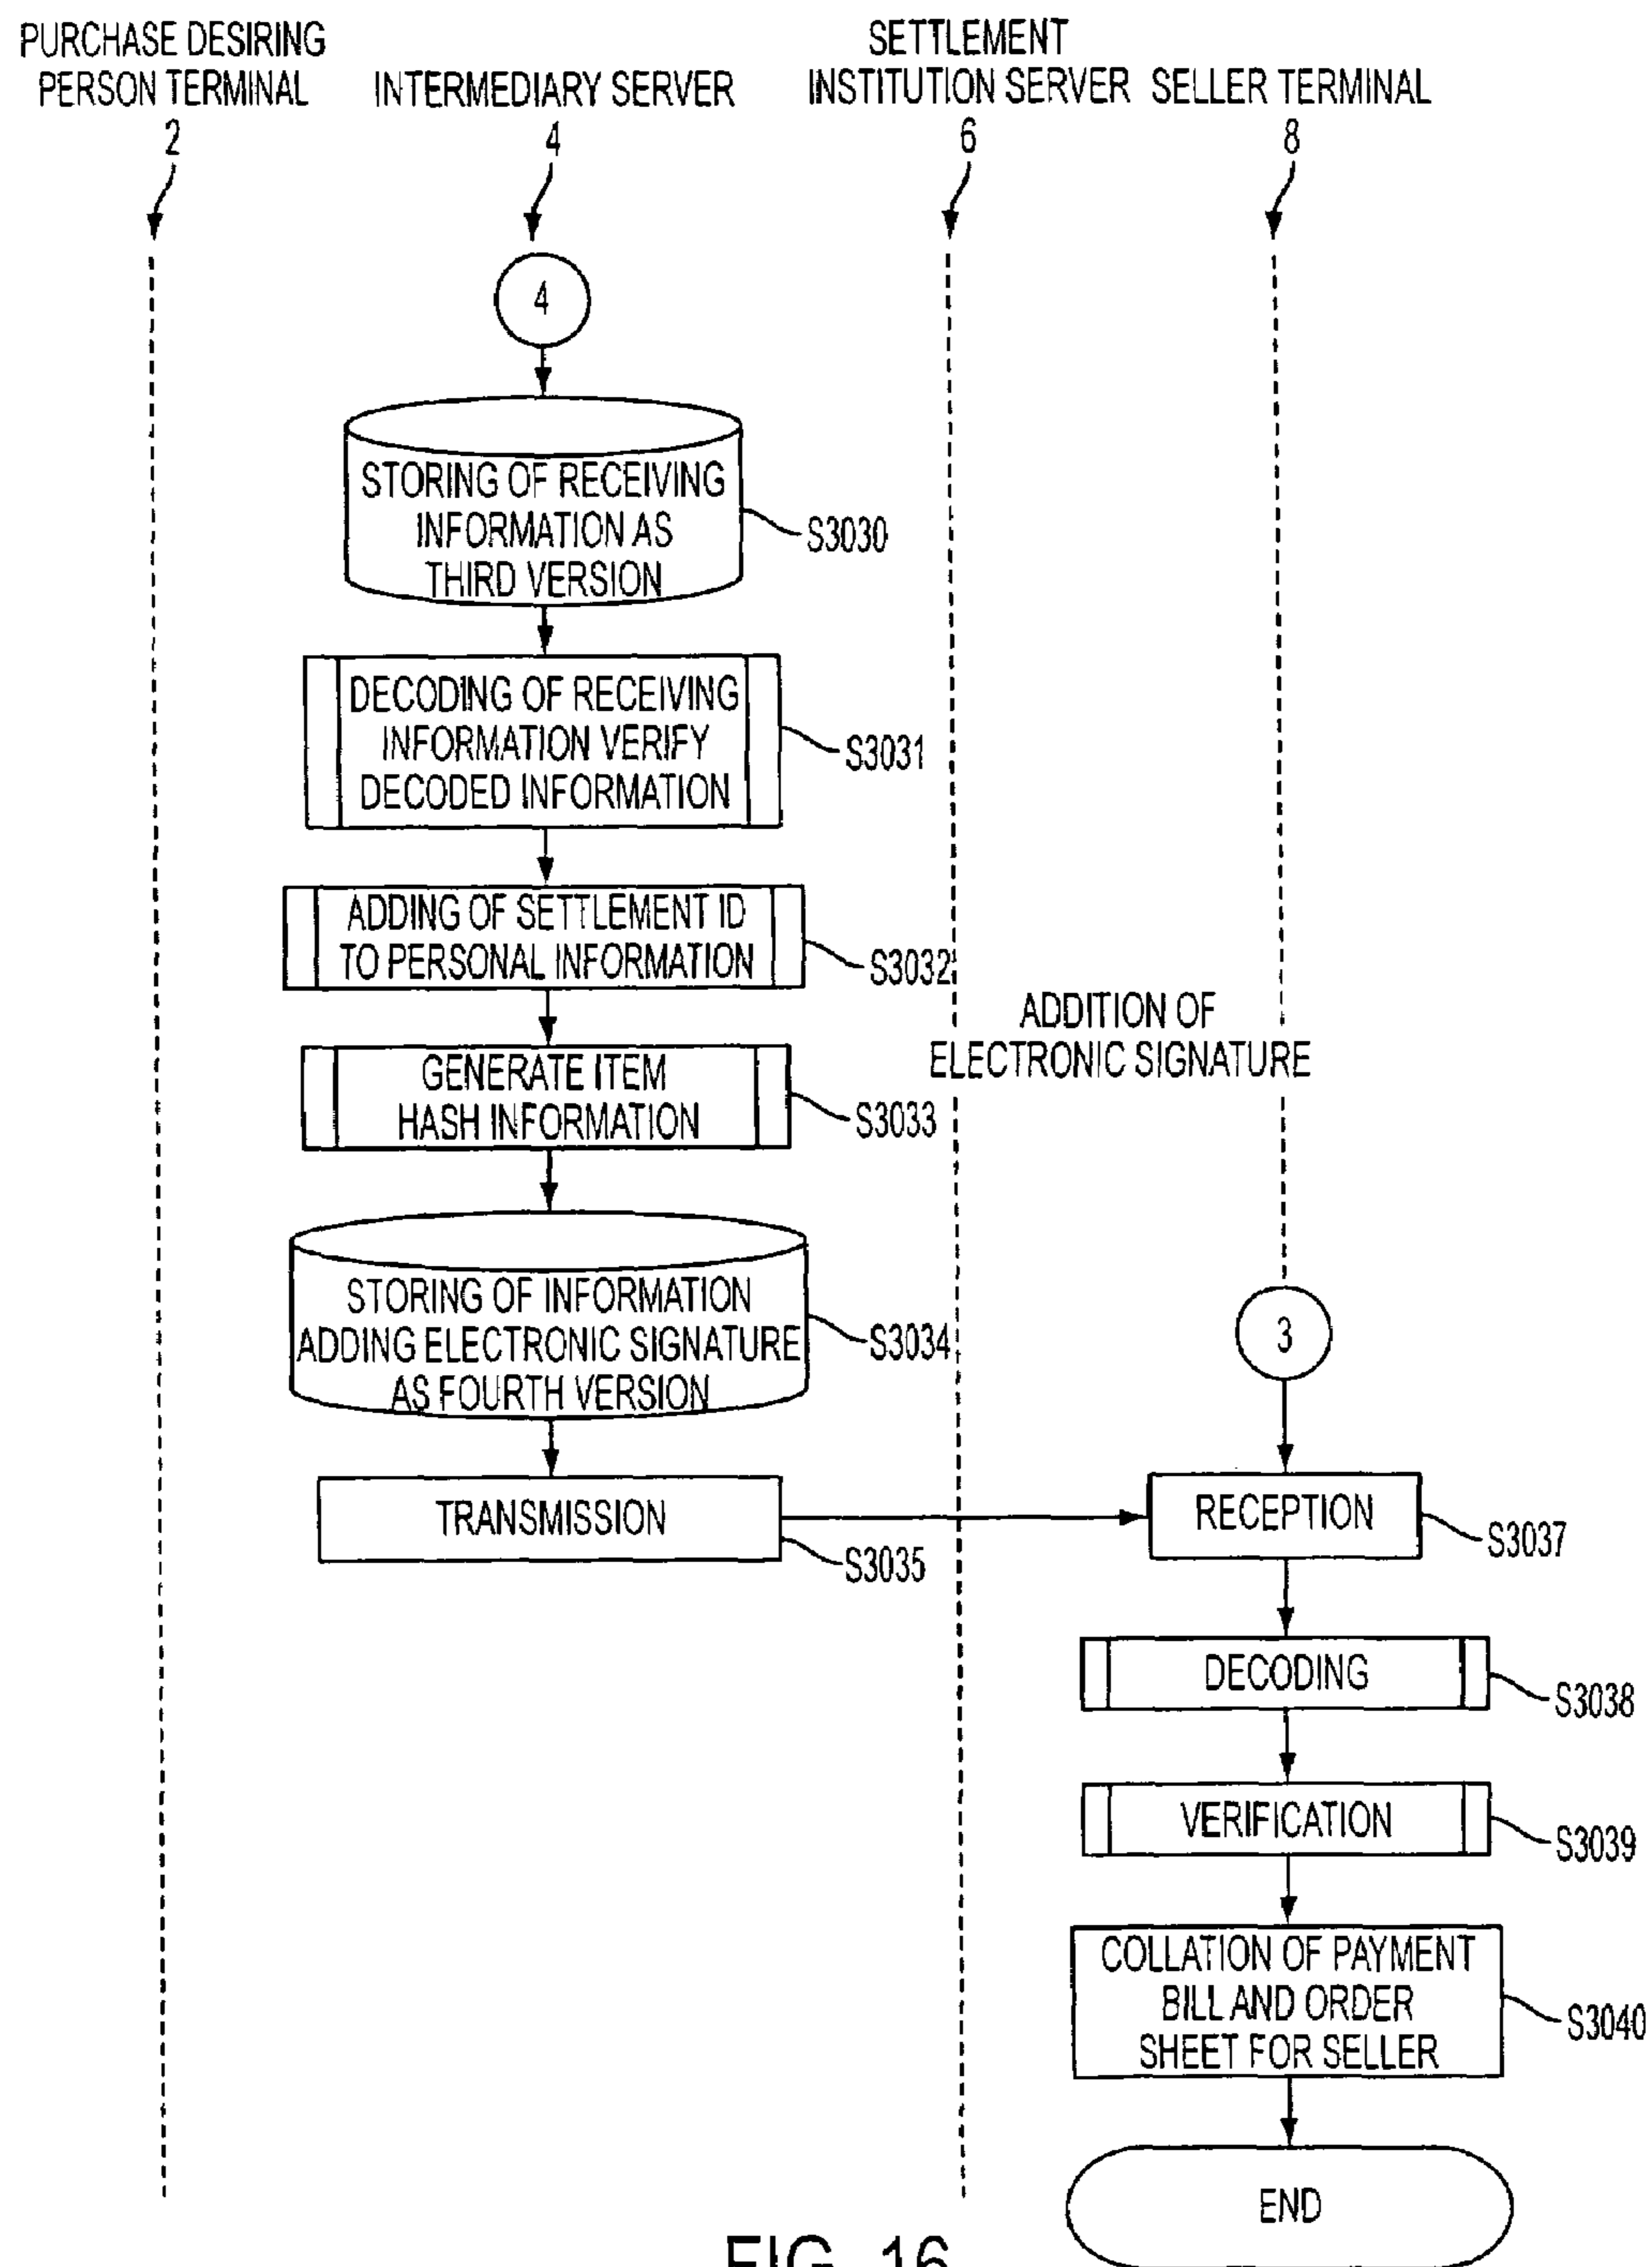 PURCHASE DESIRING
PERSON TERMINAL
2
INTERMEDIARY SERVER
4
SETTLEMENT
INSTITUTION SERVER
6
SELLER TERMINAL
8
4
STORING OF RECEIVING
INFORMATION AS
THIRD VERSION
S3030
DECODING OF RECEIVING
INFORMATION VERIFY
DECODED INFORMATION
S3031
ADDING OF SETTLEMENT ID
TO PERSONAL INFORMATION
S3032
ADDITION OF
ELECTRONIC SIGNATURE
GENERATE ITEM
HASH INFORMATION
S3033
STORING OF INFORMATION
ADDING ELECTRONIC SIGNATURE
AS FOURTH VERSION
S3034
3
TRANSMISSION
S3035
RECEPTION
S3037
DECODING
S3038
VERIFICATION
S3039
COLLATION OF PAYMENT
BILL AND ORDER
SHEET FOR SELLER
S3040
END
FIG. 16